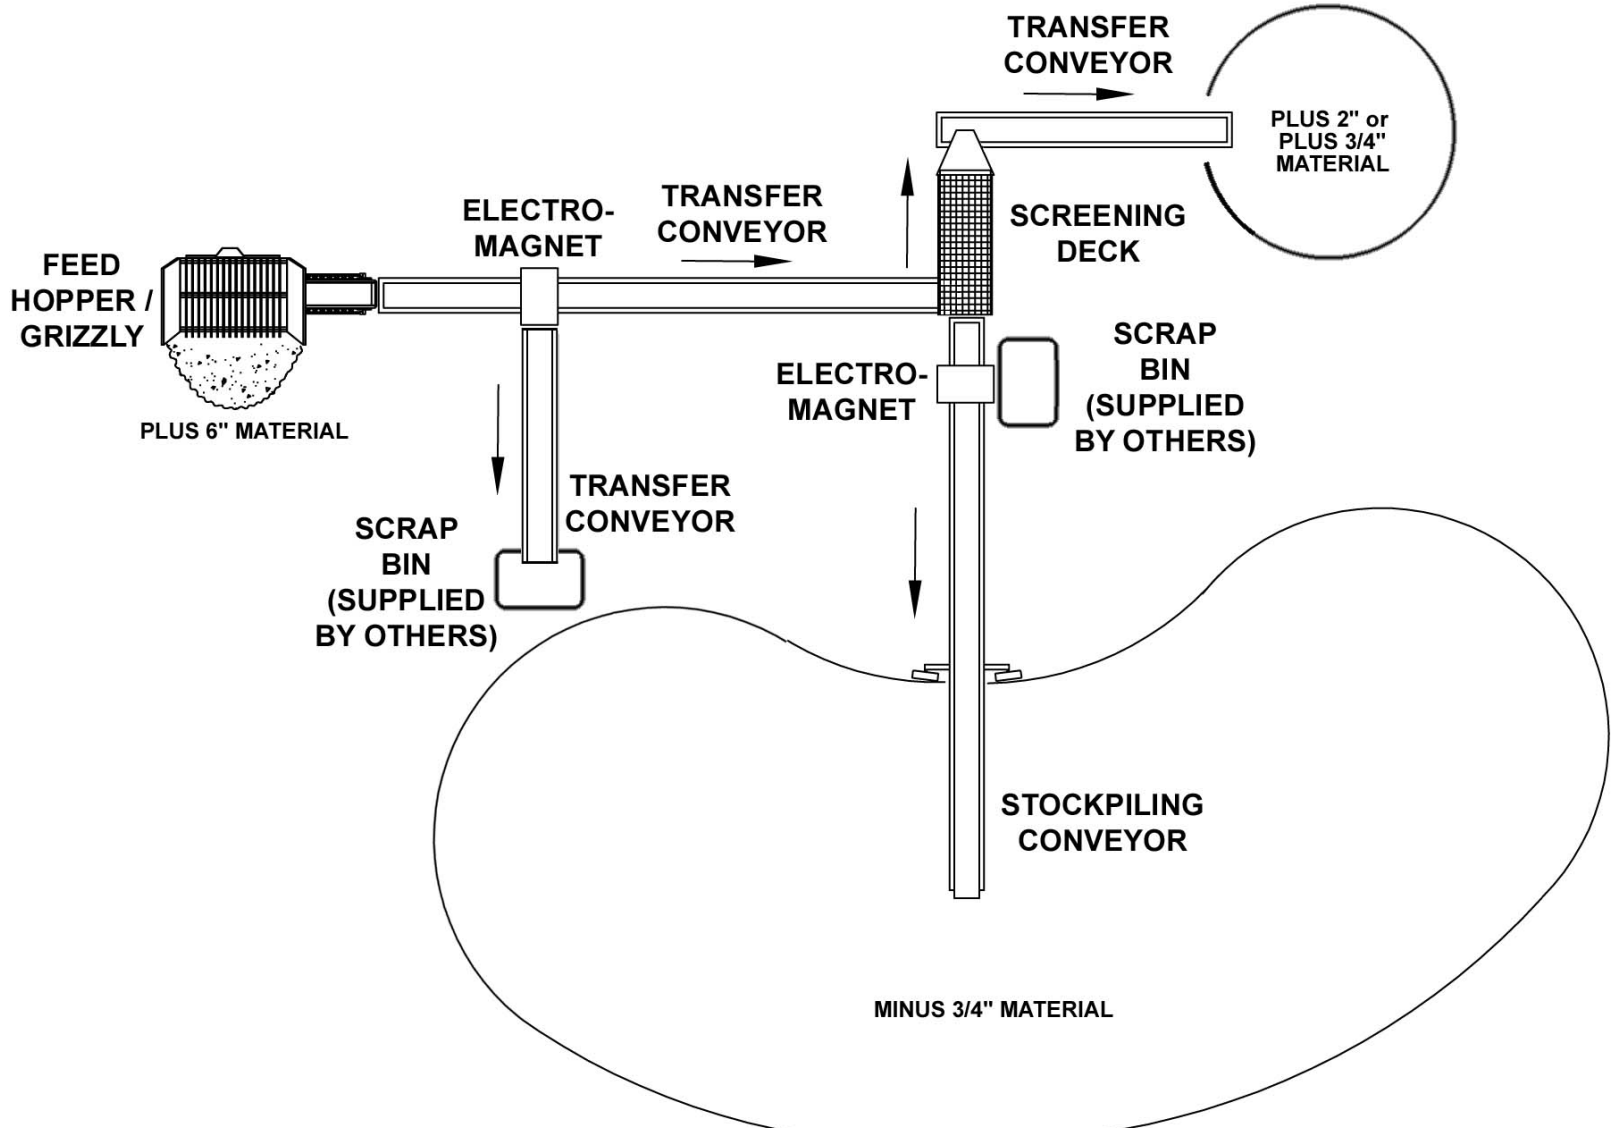 TRANSFER
CONVEYOR
PLUS 2" or
PLUS 3/4"
MATERIAL
ELECTRO-
MAGNET
TRANSFER
CONVEYOR
SCREENING
DECK
FEED
HOPPER /
GRIZZLY
PLUS 6" MATERIAL
ELECTRO-
MAGNET
SCRAP
BIN
(SUPPLIED
BY OTHERS)
TRANSFER
CONVEYOR
SCRAP
BIN
(SUPPLIED
BY OTHERS)
STOCKPILING
CONVEYOR
MINUS 3/4" MATERIAL